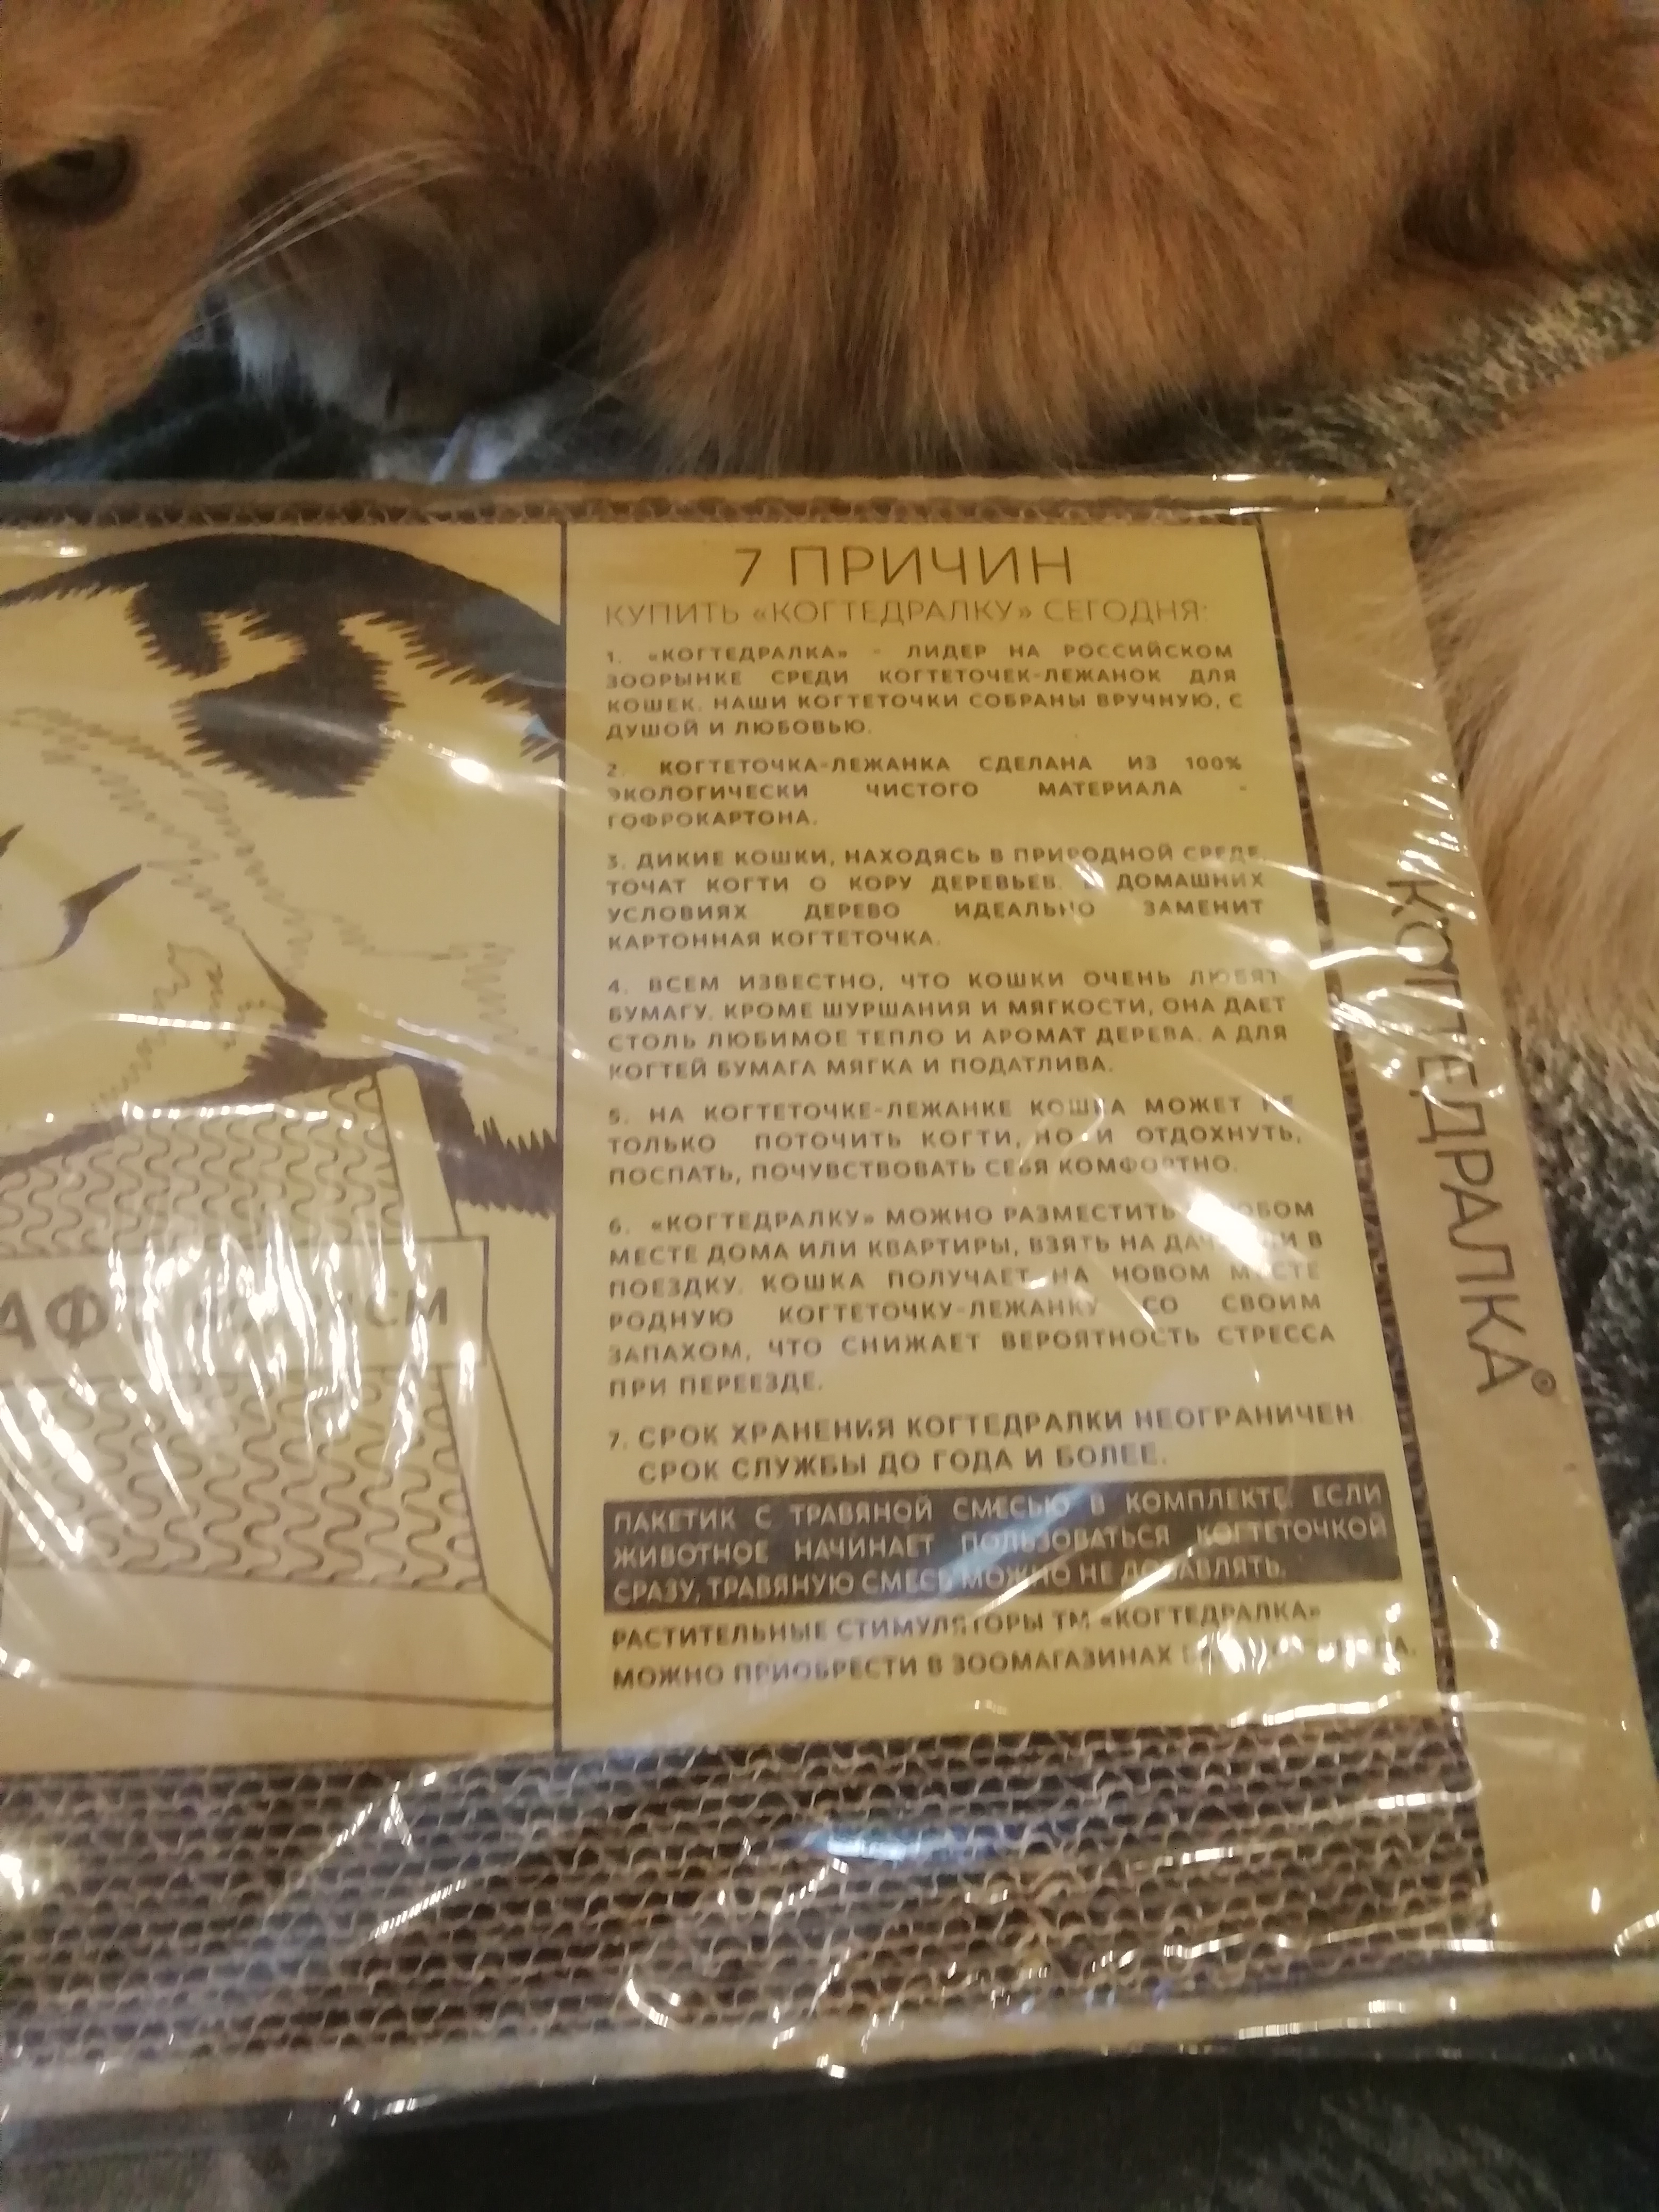 7 ПРИЧИН
КУПИТЬ «КОГТЕДРАЛКУ» СЕГОДНЯ:
1. «КОГТЕДРАЛКА» - ЛИДЕР НА РОССИЙСКОМ
ЗООРЫНКЕ СРЕДИ КОГТЕТОЧЕК-ЛЕЖАНОК ДЛЯ
КОШЕК. НАШИ КОГТЕТОЧКИ СОБРАНЫ ВРУЧНУЮ, С
ДУШОЙ И ЛЮБОВЬЮ.
2. КОГТЕТОЧКА-ЛЕЖАНКА СДЕЛАНА ИЗ 100%
ЭКОЛОГИЧЕСКИ ЧИСТОГО МАТЕРИАЛА -
ГОФРОКАРТОНА.
3. ДИКИЕ КОШКИ, НАХОДЯСЬ В ПРИРОДНОЙ СРЕДЕ
ТОЧАТ КОГТИ О КОРУ ДЕРЕВЬЕВ. В ДОМАШНИХ
УСЛОВИЯХ ДЕРЕВО ИДЕАЛЬНО ЗАМЕНИТ
КАРТОННАЯ КОГТЕТОЧКА.
4. ВСЕМ ИЗВЕСТНО, ЧТО КОШКИ ОЧЕНЬ ЛЮБЯТ
БУМАГУ. КРОМЕ ШУРШАНИЯ И МЯГКОСТИ, ОНА ДАЕТ
СТОЛЬ ЛЮБИМОЕ ТЕПЛО И АРОМАТ ДЕРЕВА. А ДЛЯ
КОГТЕЙ БУМАГА МЯГКА И ПОДАТЛИВА.
5. НА КОГТЕТОЧКЕ-ЛЕЖАНКЕ КОШКА МОЖЕТ НЕ
ТОЛЬКО ПОТОЧИТЬ КОГТИ, НО И ОТДОХНУТЬ,
ПОСПАТЬ, ПОЧУВСТВОВАТЬ СЕБЯ КОМФОРТНО.
6. «КОГТЕДРАЛКУ» МОЖНО РАЗМЕСТИТЬ
МЕСТЕ ДОМА ИЛИ КВАРТИРЫ, ВЗЯТЬ НА В
ПОЕЗДКУ. КОШКА ПОЛУЧАЕТ НА НОВОМ МЕСТЕ
РОДНУЮ КОГТЕТОЧКУ-ЛЕЖАНКУ СО СВОИМ
ЗАПАХОМ, ЧТО СНИЖАЕТ ВЕРОЯТНОСТЬ СТРЕССА
ПРИ ПЕРЕЕЗДЕ.
7. СРОК ХРАНЕНИЯ КОГТЕДРАЛКИ НЕОГРАНИЧЕН
СРОК СЛУЖБЫ ДО ГОДА И БОЛЕЕ.
ПАКЕТИК С ТРАВЯНОЙ СМЕСЬЮ В КОМПЛЕКТЕ. ЕСЛИ
ЖИВОТНОЕ НАЧИНАЕТ ПОЛЬЗОВАТЬСЯ КОГТЕТОЧКОЙ
СРАЗУ, ТРАВЯНУЮ СМЕСЬ МОЖНО НЕ ДОБАВЛЯТЬ.
РАСТИТЕЛЬНЫЕ СТИМУЛЯТОРЫ ТМ «КОГТЕДРАЛКА»
МОЖНО ПРИОБРЕСТИ В ЗООМАГАЗИНАХ
КОГТЕДРАЛКА®